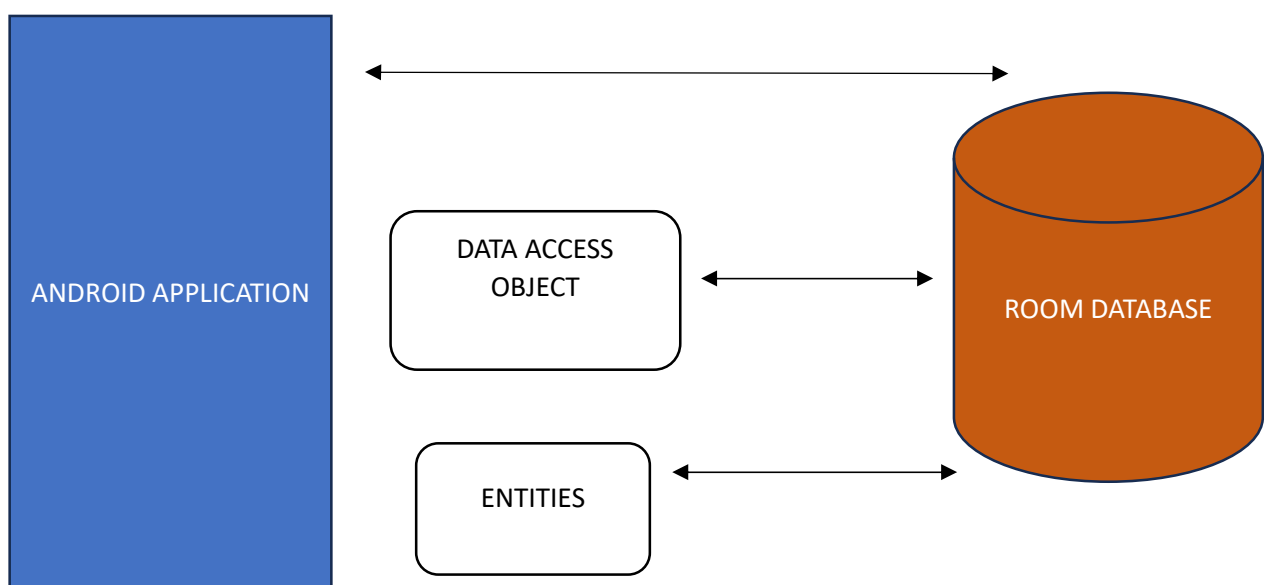 ANDROID APPLICATION
DATA ACCESS
OBJECT
ROOM DATABASE
ENTITIES